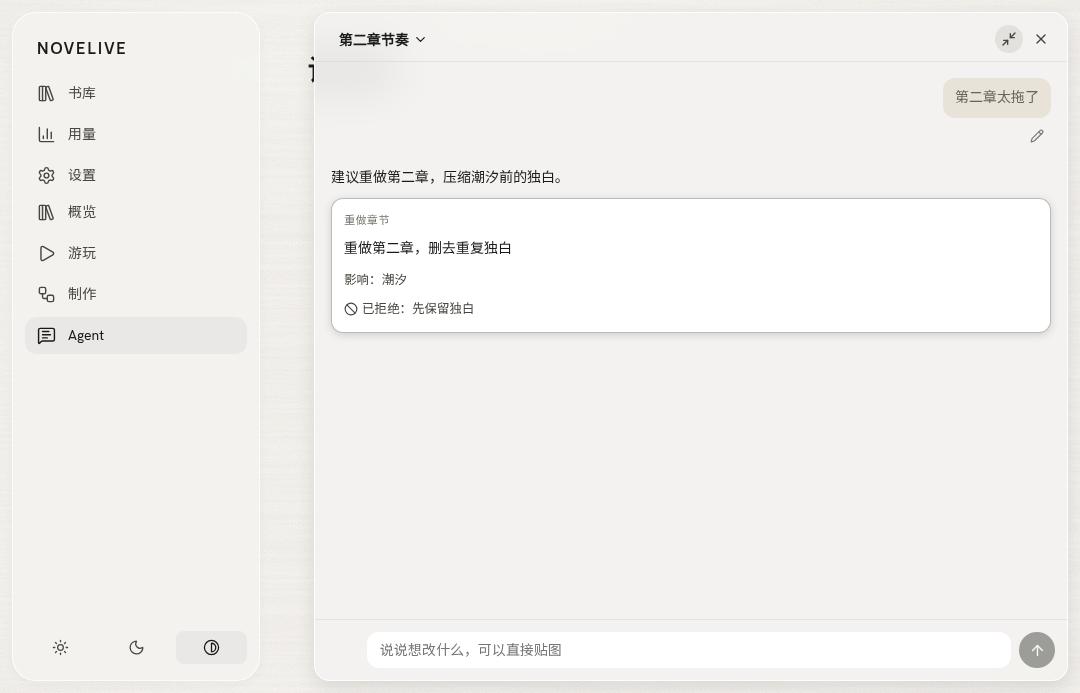 NOVELIVE
书库
用量
设置
概览
游玩
制作
Agent
第二章节奏
第二章太拖了
建议重做第二章，压缩潮汐前的独白。
重做章节
重做第二章，删去重复独白
影响：潮汐
已拒绝：先保留独白
说说想改什么，可以直接贴图